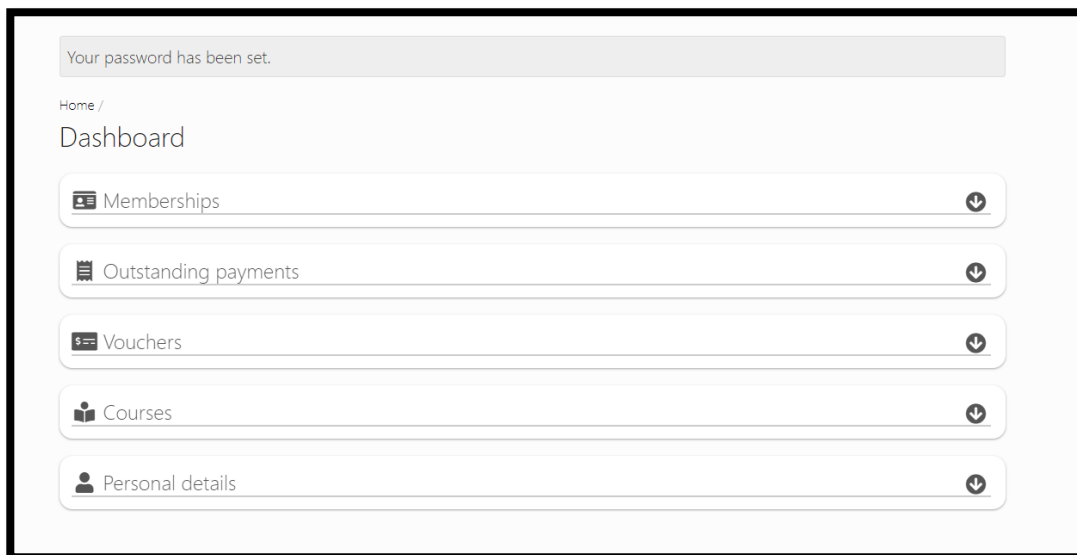 Your password has been set.
Home /
Dashboard
Memberships
Outstanding payments
Vouchers
Courses
Personal details